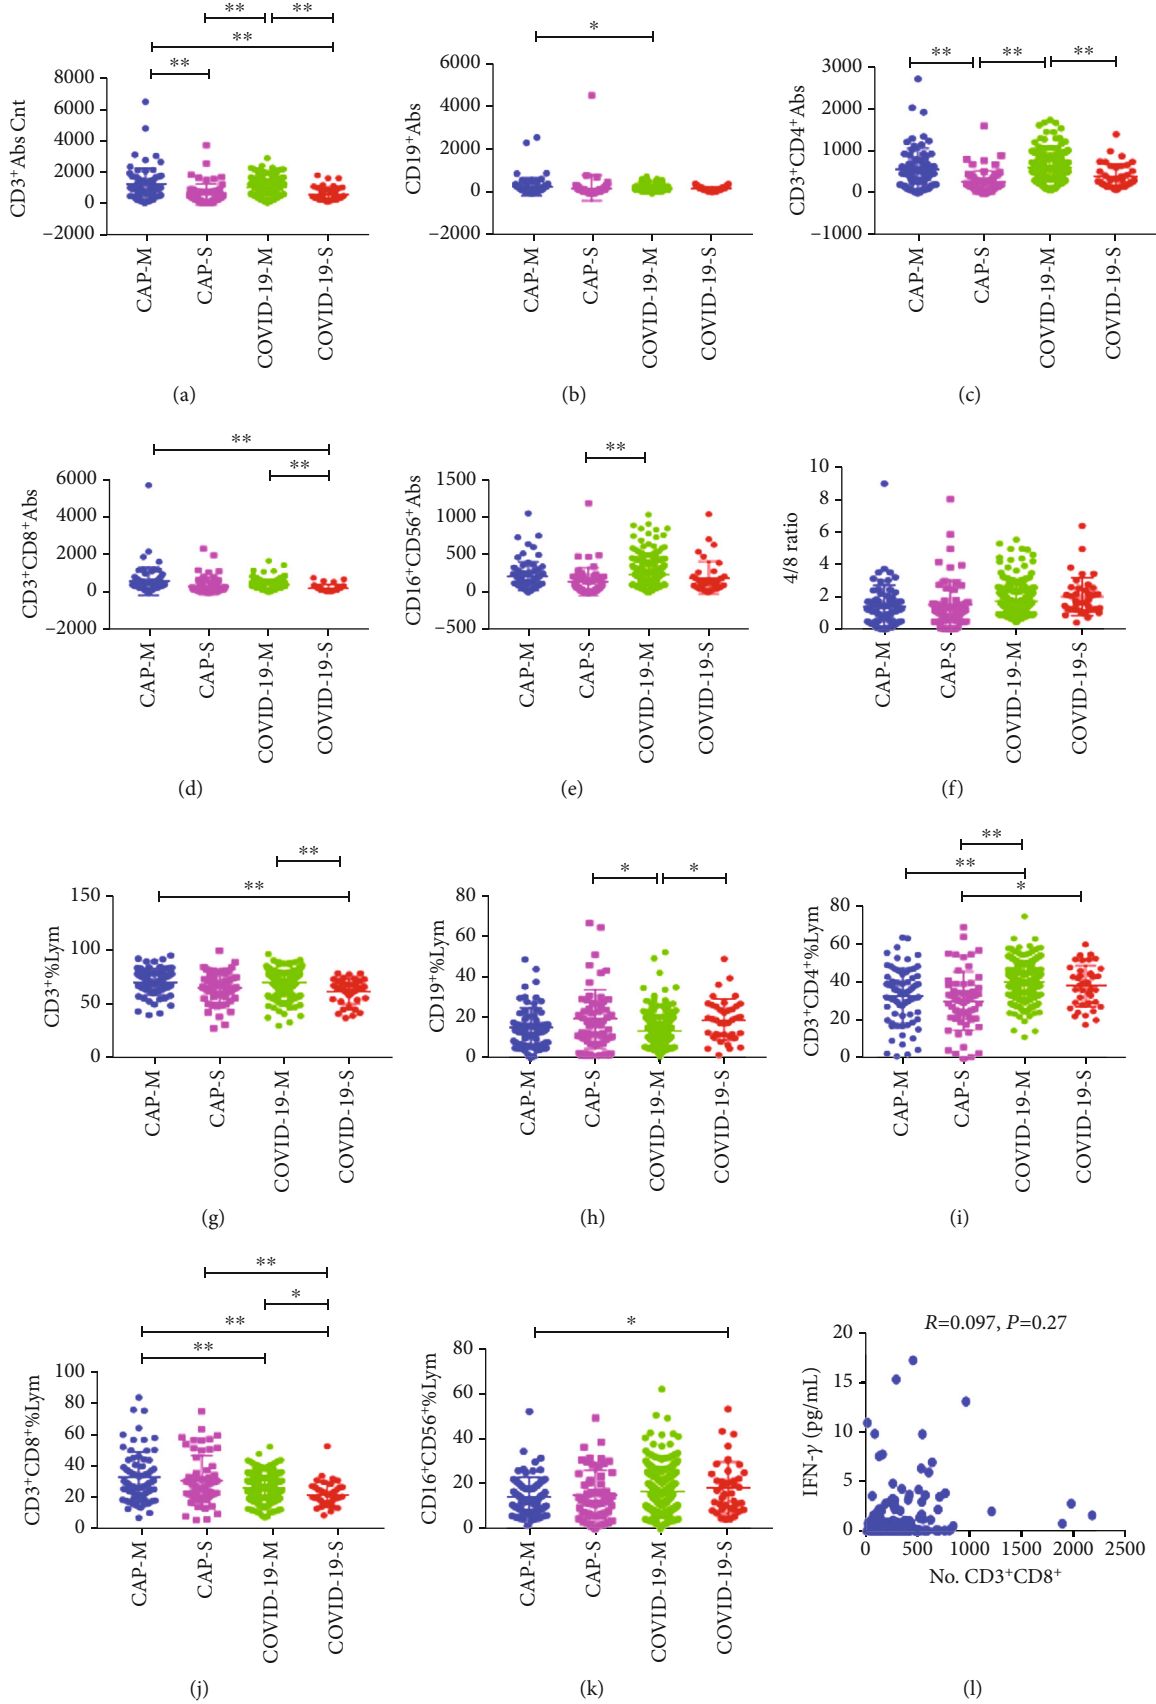 ** **
**
**
8000
6000
4000
2000
0
−2000
CD3+Abs Cnt
CAP-M
CAP-S
COVID-19-M
COVID-19-S
(a)
*
6000
4000
2000
0
−2000
CD19+Abs
CAP-M
CAP-S
COVID-19-M
COVID-19-S
(b)
** ** **
3000
2000
1000
0
−1000
CD3+CD4+Abs
CAP-M
CAP-S
COVID-19-M
COVID-19-S
(c)
**
**
6000
4000
2000
0
−2000
CD3+CD8+Abs
CAP-M
CAP-S
COVID-19-M
COVID-19-S
(d)
**
1500
1000
500
0
−500
CD16+CD56+Abs
CAP-M
CAP-S
COVID-19-M
COVID-19-S
(e)
10
8
6
4
2
0
4/8 ratio
CAP-M
CAP-S
COVID-19-M
COVID-19-S
(f)
**
**
150
100
50
0
CD3+%Lym
CAP-M
CAP-S
COVID-19-M
COVID-19-S
(g)
* *
80
60
40
20
0
CD19+%Lym
CAP-M
CAP-S
COVID-19-M
COVID-19-S
(h)
**
**
*
80
60
40
20
0
CD3+CD4+%Lym
CAP-M
CAP-S
COVID-19-M
COVID-19-S
(i)
**
*
**
**
100
80
60
40
20
0
CD3+CD8+%Lym
CAP-M
CAP-S
COVID-19-M
COVID-19-S
(j)
*
80
60
40
20
0
CD16+CD56+%Lym
CAP-M
CAP-S
COVID-19-M
COVID-19-S
(k)
R=0.097, P=0.27
20
15
10
5
0
IFN-γ (pg/mL)
0 500 1000 1500 2000 2500
No. CD3+CD8+
(l)